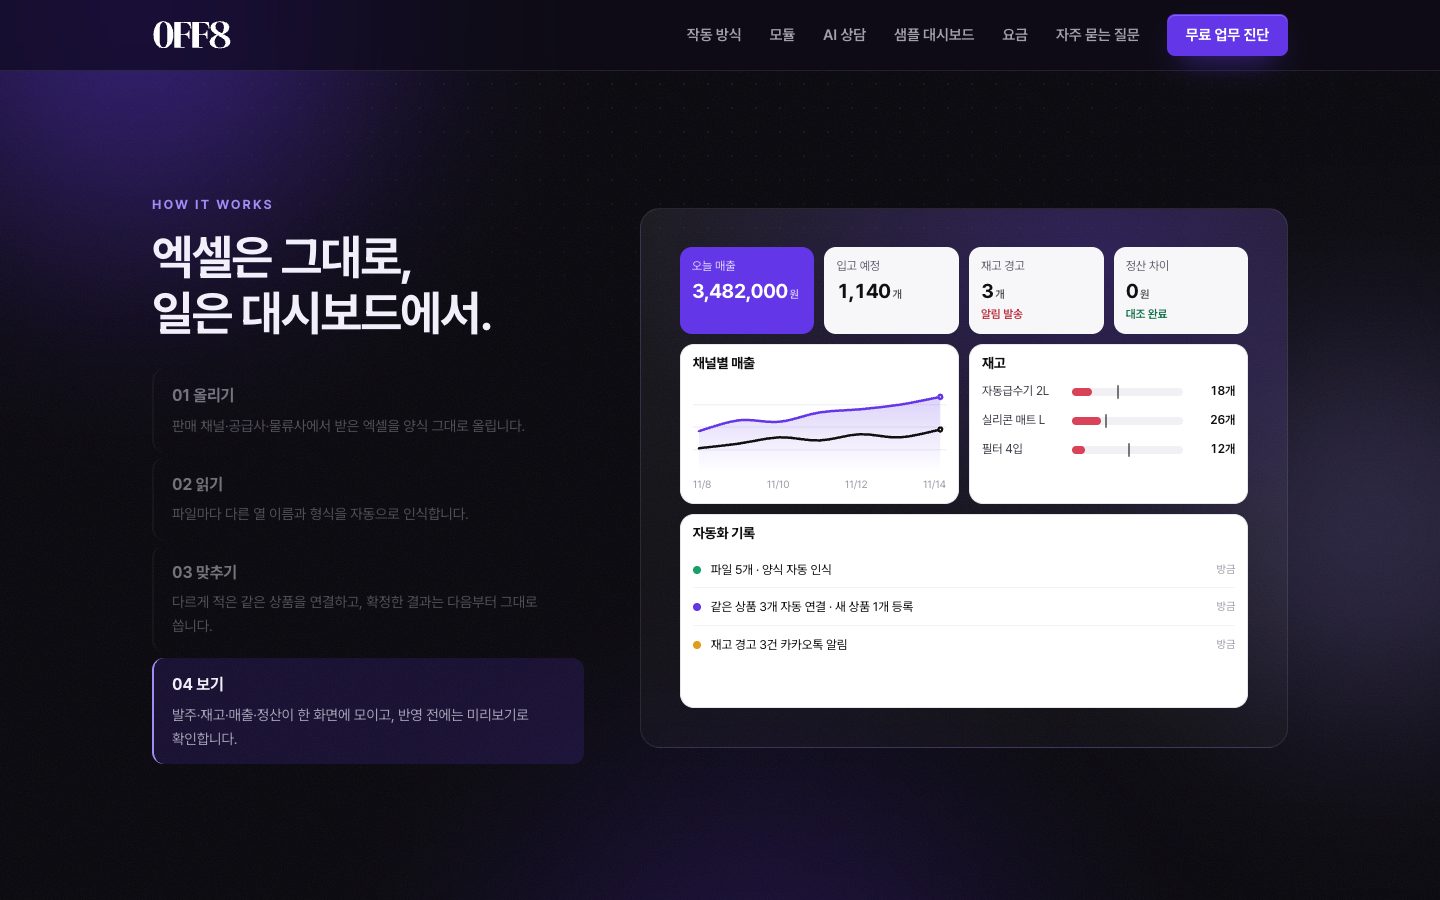 OFF8
작동 방식
모듈
AI 상담
샘플 대시보드
요금
자주 묻는 질문
무료 업무 진단
HOW IT WORKS
엑셀은 그대로,
일은 대시보드에서.
01 올리기
판매 채널·공급사·물류사에서 받은 엑셀을 양식 그대로 올립니다.
02 읽기
파일마다 다른 열 이름과 형식을 자동으로 인식합니다.
03 맞추기
다르게 적은 같은 상품을 연결하고, 확정한 결과는 다음부터 그대로
씁니다.
04 보기
발주·재고·매출·정산이 한 화면에 모이고, 반영 전에는 미리보기로
확인합니다.
오늘 매출
3,482,000원
입고 예정
1,140개
재고 경고
3개
알림 발송
정산 차이
0원
대조 완료
채널별 매출
11/8 11/10 11/12 11/14
재고
자동급수기 2L 18개
실리콘 매트 L 26개
필터 4입 12개
자동화 기록
파일 5개 · 양식 자동 인식 방금
같은 상품 3개 자동 연결 · 새 상품 1개 등록 방금
재고 경고 3건 카카오톡 알림 방금